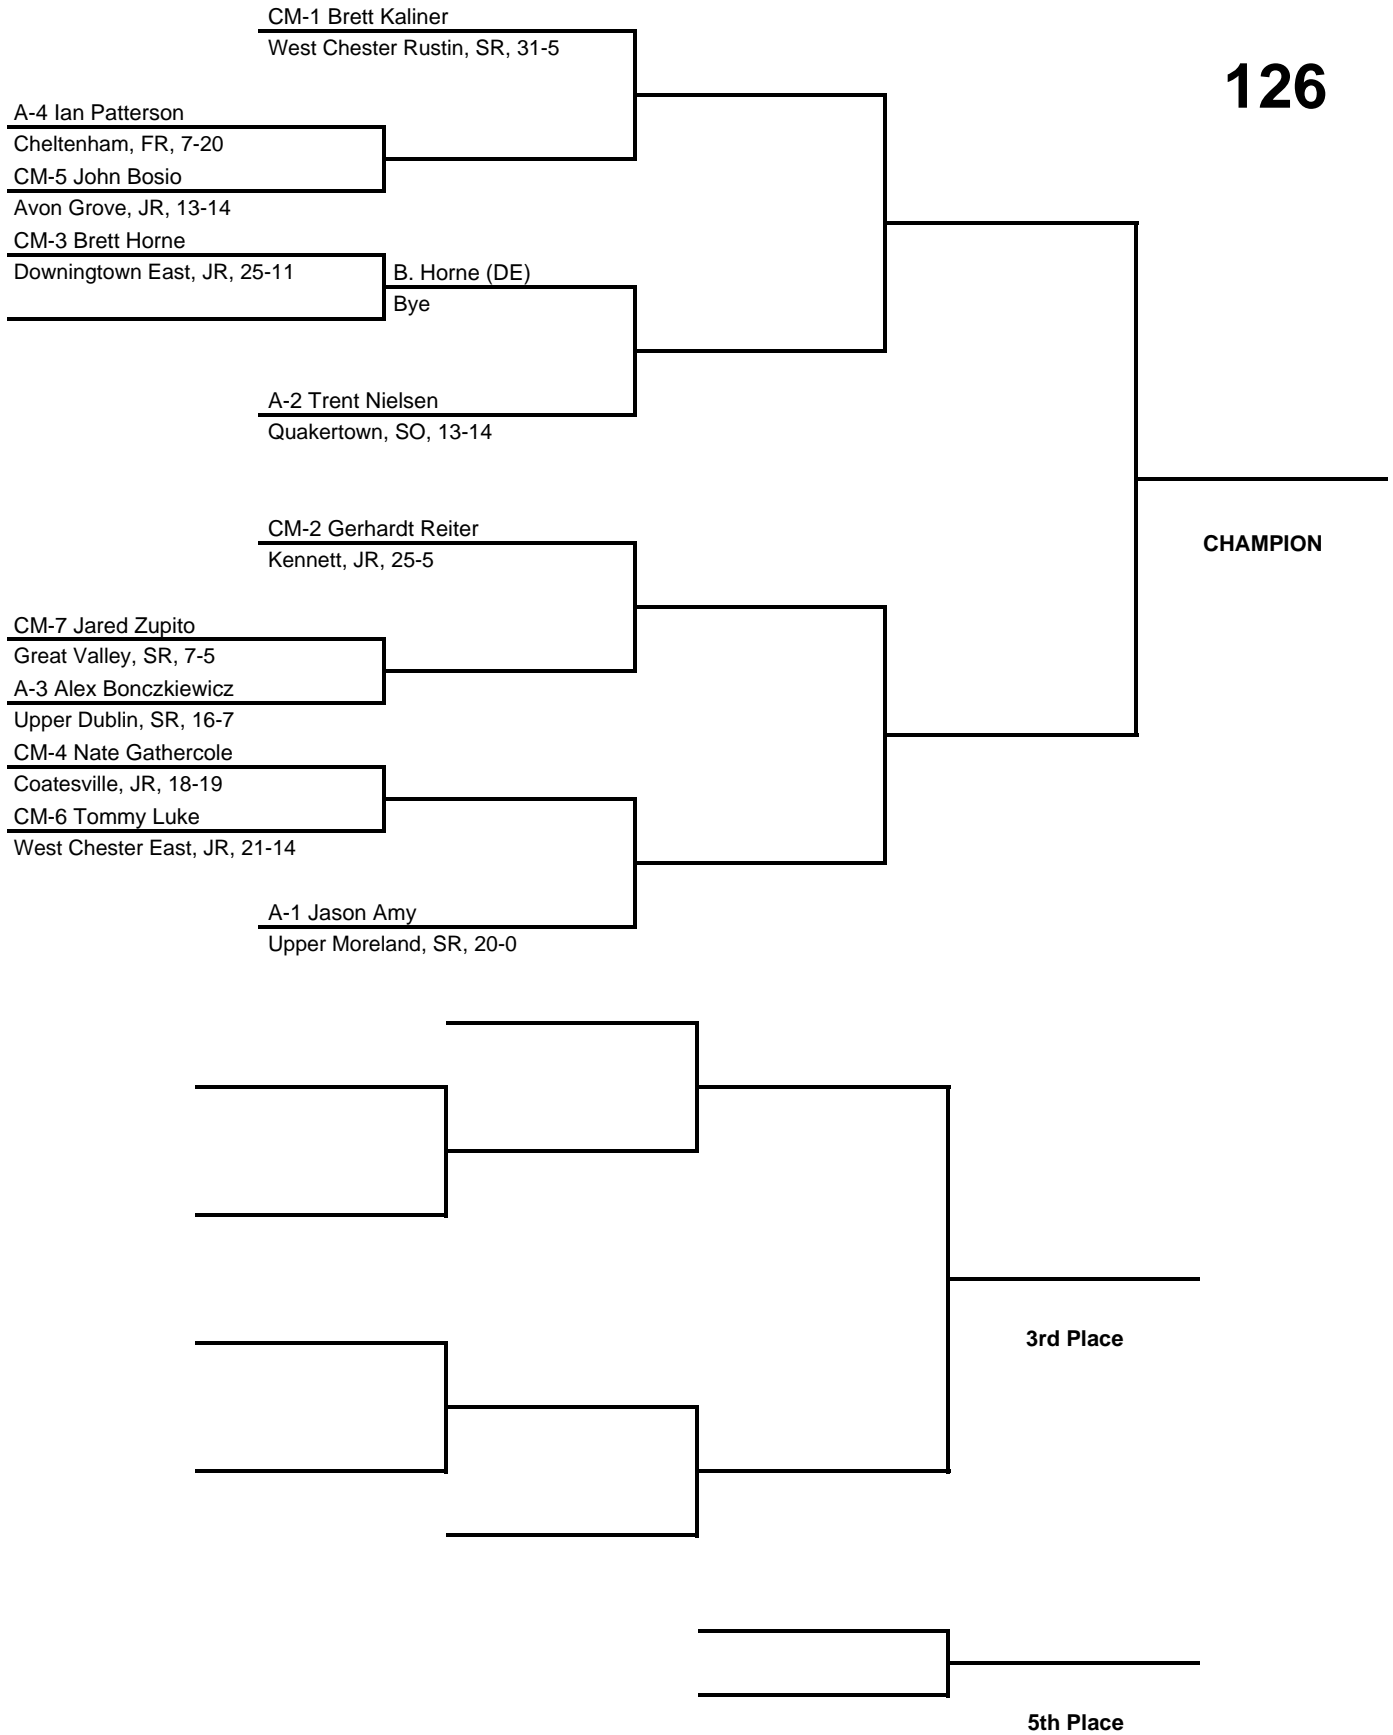 CM-1 Brett Kaliner
West Chester Rustin, SR, 31-5
126
A-4 Ian Patterson
Cheltenham, FR, 7-20
CM-5 John Bosio
Avon Grove, JR, 13-14
CM-3 Brett Horne
Downingtown East, JR, 25-11
B. Horne (DE)
Bye
A-2 Trent Nielsen
Quakertown, SO, 13-14
CM-2 Gerhardt Reiter
Kennett, JR, 25-5
CHAMPION
CM-7 Jared Zupito
Great Valley, SR, 7-5
A-3 Alex Bonczkiewicz
Upper Dublin, SR, 16-7
CM-4 Nate Gathercole
Coatesville, JR, 18-19
CM-6 Tommy Luke
West Chester East, JR, 21-14
A-1 Jason Amy
Upper Moreland, SR, 20-0
3rd Place
5th Place